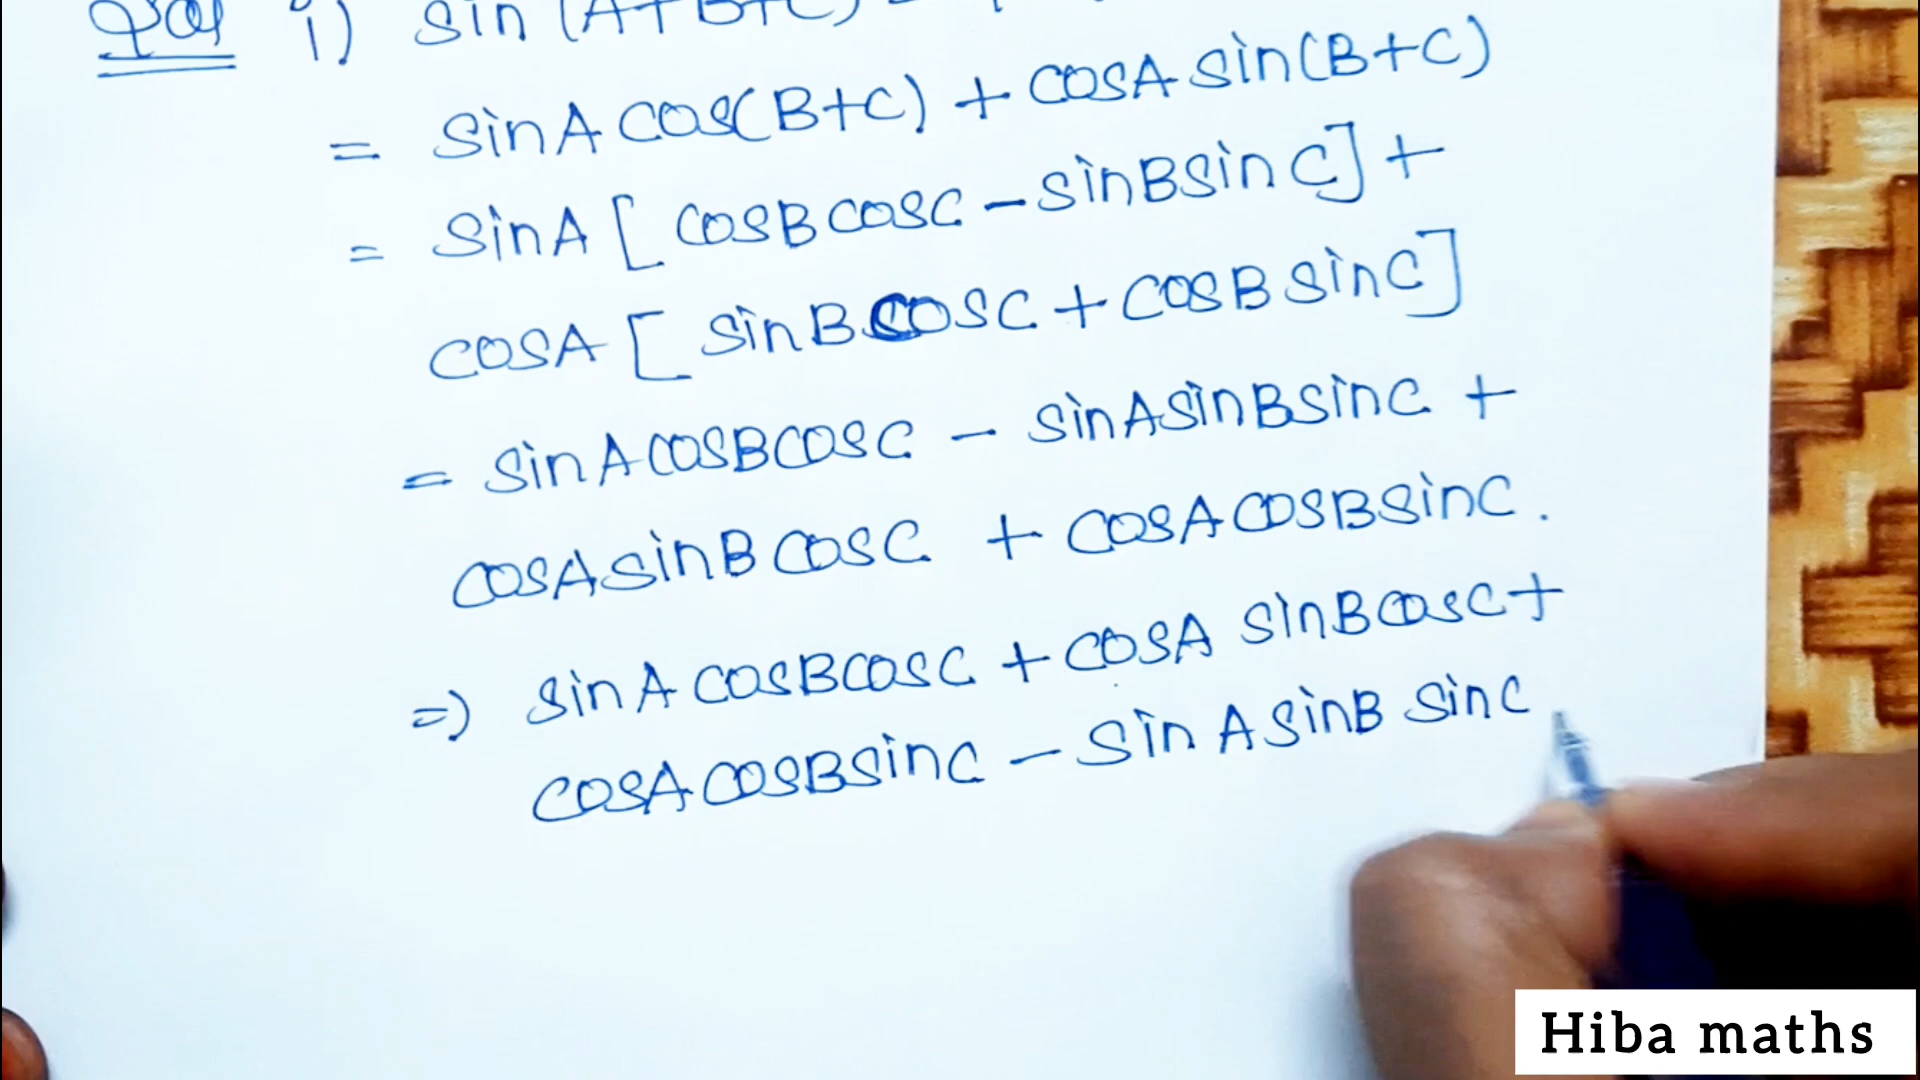 i) sin (A+B+C)
= sinA cos(B+C) + cosA sin(B+C)
= sinA [ cosB cosC - sinB sinC] +
cosA [ sinB cosC + cosB sinC]
= sinA cosB cosC - sinA sinB sinC +
cosA sinB cosC + cosA cosB sinC.
=) sinA cosB cosC + cosA sinB cosC +
cosA cosB sinC - sin A sinB sinC
Hiba maths